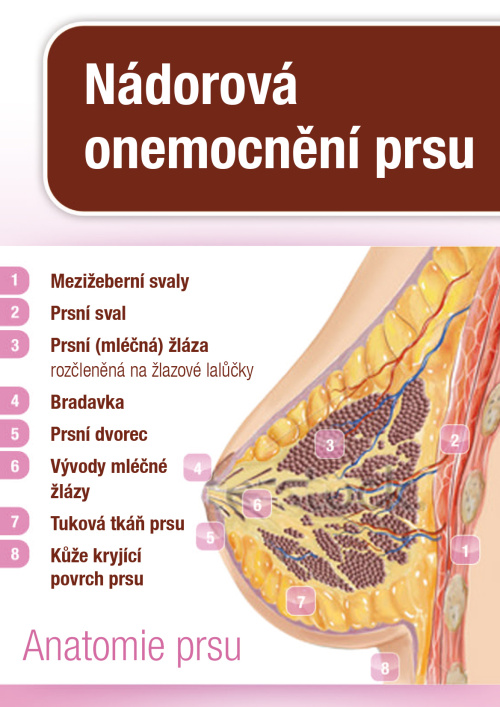 Nádorová
onemocnění prsu
1 Mezižeberní svaly
2 Prsní sval
3 Prsní (mléčná) žláza
rozčleněná na žlazové lalůčky
4 Bradavka
5 Prsní dvorec
6 Vývody mléčné
žlázy
7 Tuková tkáň prsu
8 Kůže kryjící
povrch prsu
Anatomie prsu
3
2
4
6
5
1
7
8